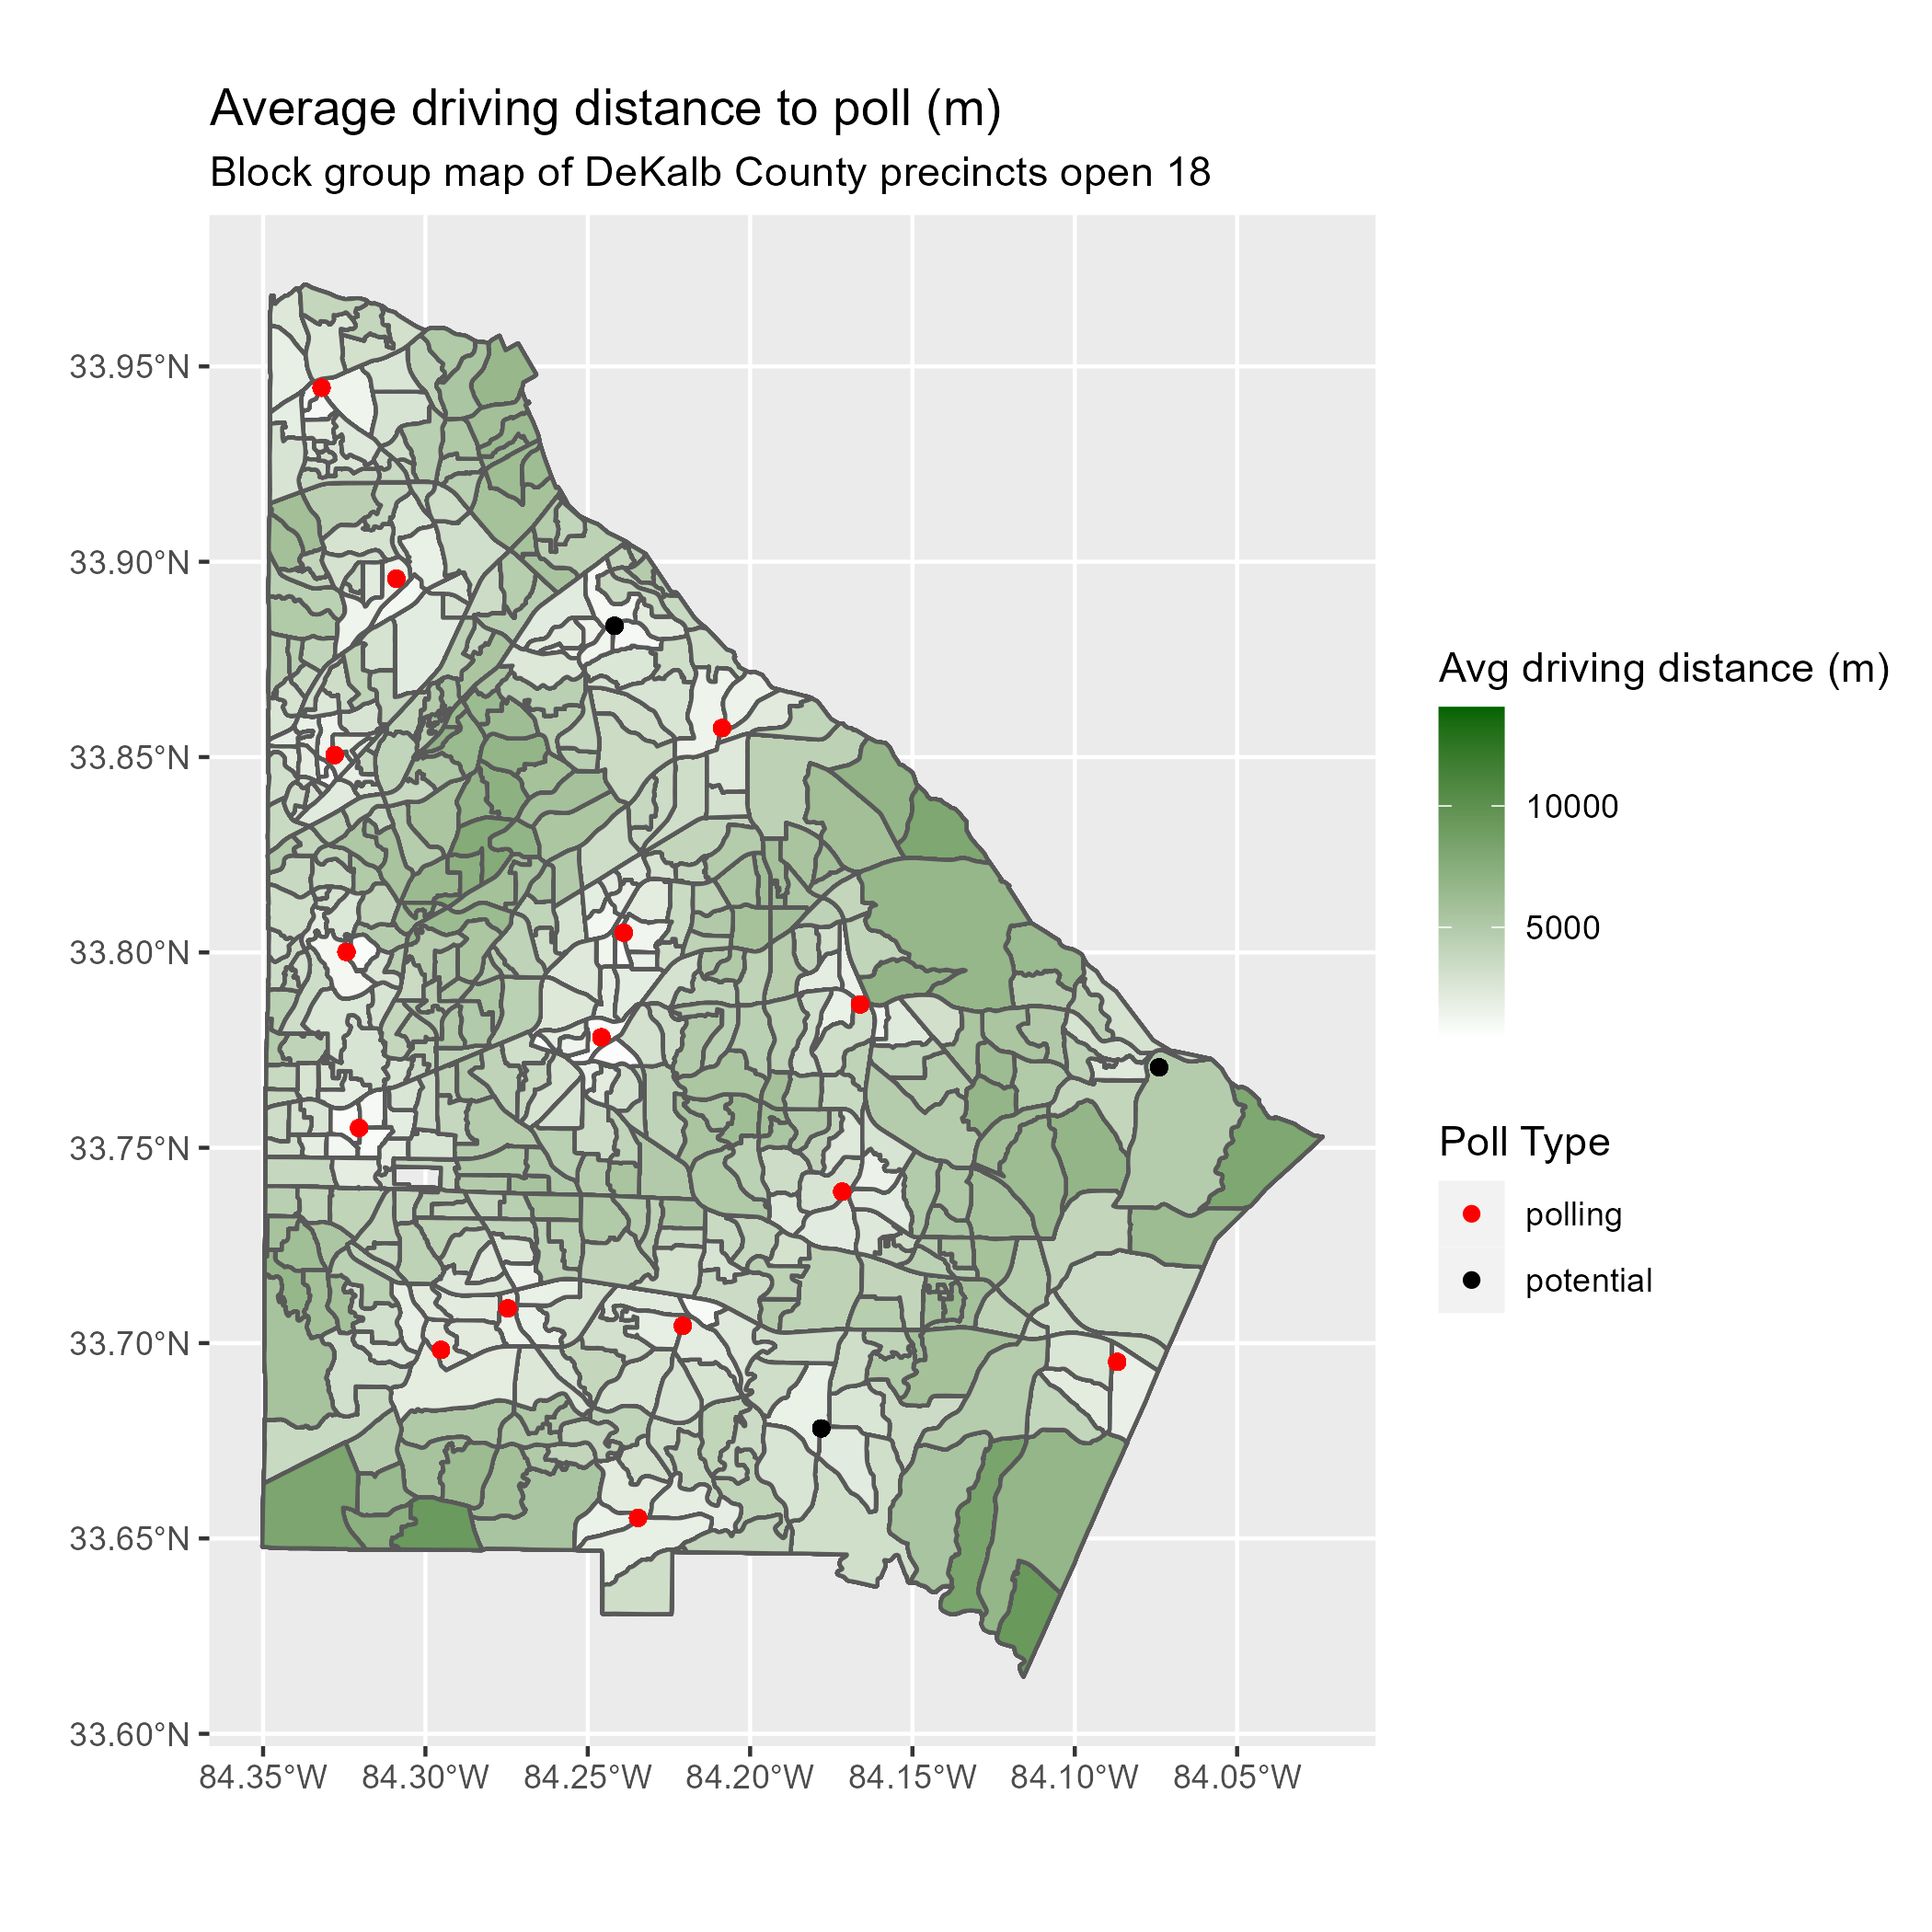 Average driving distance to poll (m)
Block group map of DeKalb County precincts open 18
33.95°N
33.90°N
33.85°N
33.80°N
33.75°N
33.70°N
33.65°N
33.60°N
84.35°W
84.30°W
84.25°W
84.20°W
84.15°W
84.10°W
84.05°W
Avg driving distance (m)
10000
5000
Poll Type
polling
potential